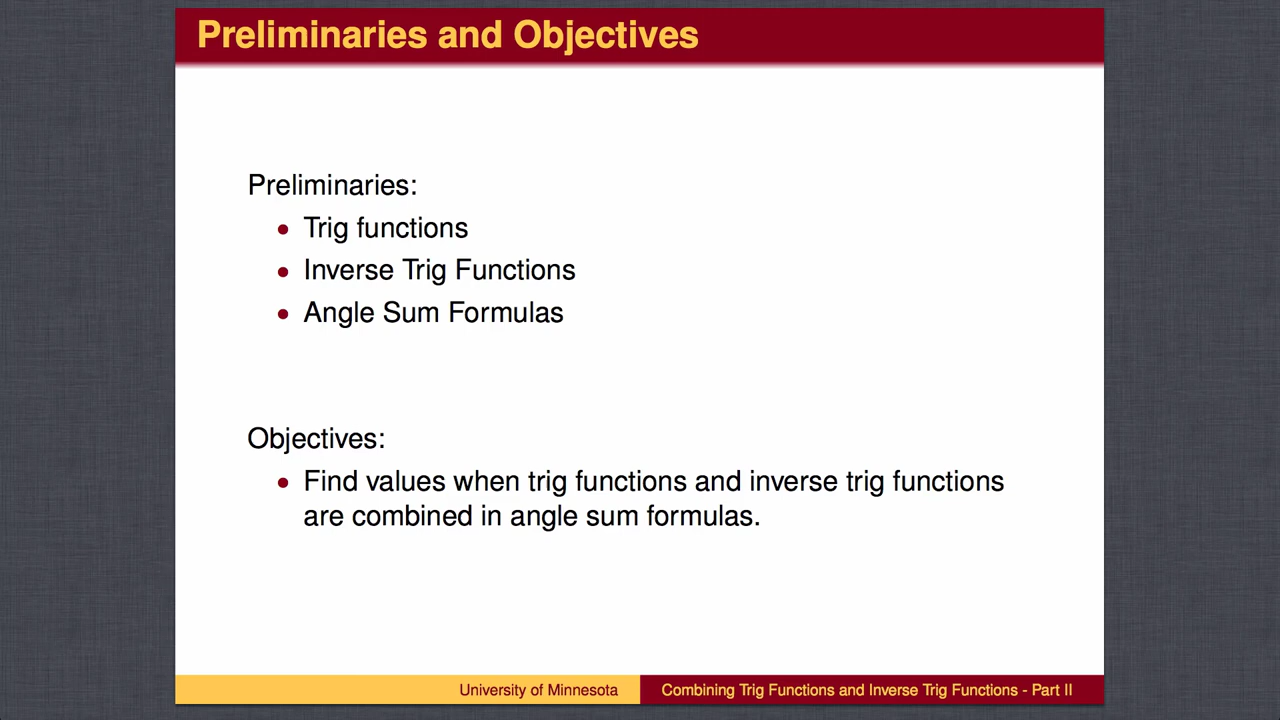 Preliminaries and Objectives
Preliminaries:
• Trig functions
• Inverse Trig Functions
• Angle Sum Formulas
Objectives:
• Find values when trig functions and inverse trig functions
are combined in angle sum formulas.
University of Minnesota
Combining Trig Functions and Inverse Trig Functions - Part II